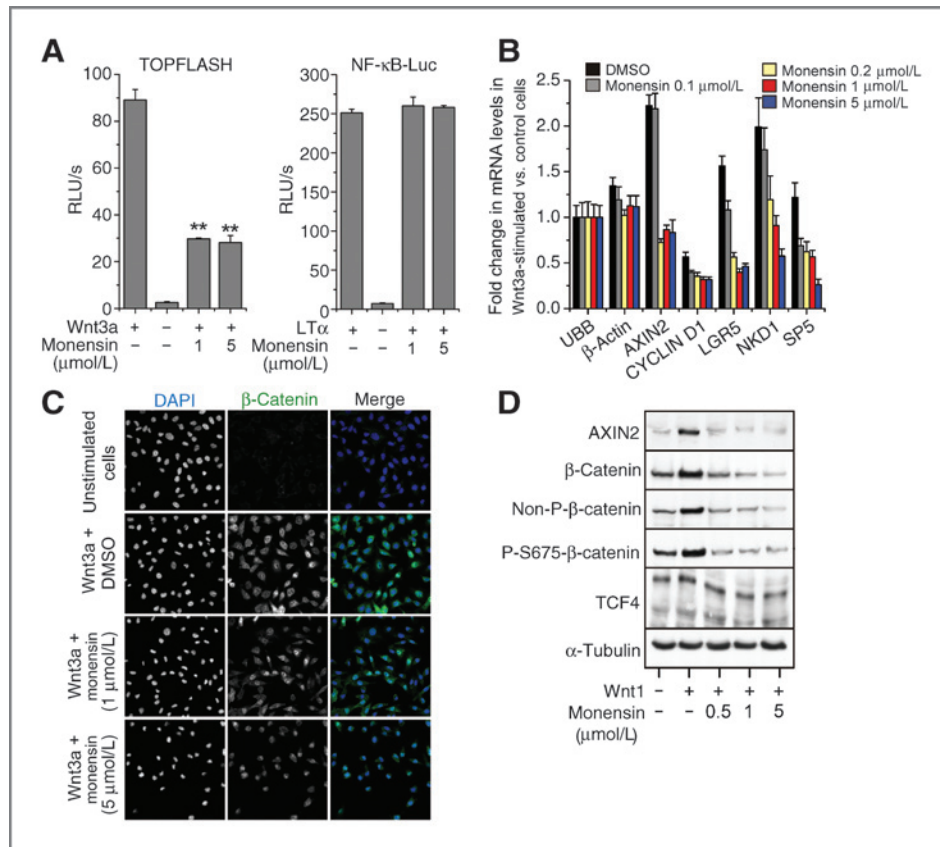 A
TOPFLASH
NF-κB-Luc
RLU/s
100
80
60
40
20
0
**
**
Wnt3a + − + +
Monensin − − 1 5
(μmol/L)
RLU/s
300
250
200
150
100
50
0
LTα + − + +
Monensin − − 1 5
(μmol/L)
B
DMSO
Monensin 0.1 μmol/L
Monensin 0.2 μmol/L
Monensin 1 μmol/L
Monensin 5 μmol/L
Fold change in mRNA levels in
Wnt3a-stimulated vs. control cells
2.5
2.0
1.5
1.0
0.5
0.0
UBB
β-Actin
AXIN2
CYCLIN D1
LGR5
NKD1
SP5
C
DAPI
β-Catenin
Merge
Unstimulated
cells
Wnt3a +
DMSO
Wnt3a +
monensin
(1 μmol/L)
Wnt3a +
monensin
(5 μmol/L)
D
AXIN2
β-Catenin
Non-P-β-catenin
P-S675-β-catenin
TCF4
α-Tubulin
Wnt1 − + + + +
Monensin − − 0.5 1 5
(μmol/L)